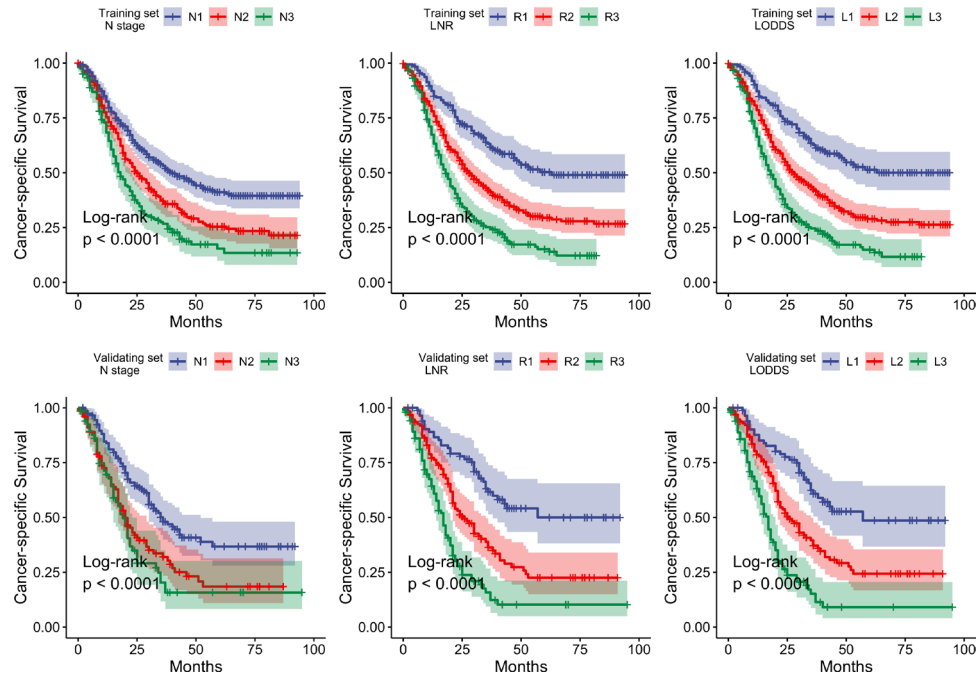 Training set N stage N1 N2 N3
Cancer-specific Survival
1.00
0.75
0.50
0.25
0.00
Log-rank
p < 0.0001
0 25 50 75 100
Months
Training set LNR R1 R2 R3
Cancer-specific Survival
1.00
0.75
0.50
0.25
0.00
Log-rank
p < 0.0001
0 25 50 75 100
Months
Training set LODDS L1 L2 L3
Cancer-specific Survival
1.00
0.75
0.50
0.25
0.00
Log-rank
p < 0.0001
0 25 50 75 100
Months
Validating set N stage N1 N2 N3
Cancer-specific Survival
1.00
0.75
0.50
0.25
0.00
Log-rank
p < 0.0001
0 25 50 75 100
Months
Validating set LNR R1 R2 R3
Cancer-specific Survival
1.00
0.75
0.50
0.25
0.00
Log-rank
p < 0.0001
0 25 50 75 100
Months
Validating set LODDS L1 L2 L3
Cancer-specific Survival
1.00
0.75
0.50
0.25
0.00
Log-rank
p < 0.0001
0 25 50 75 100
Months